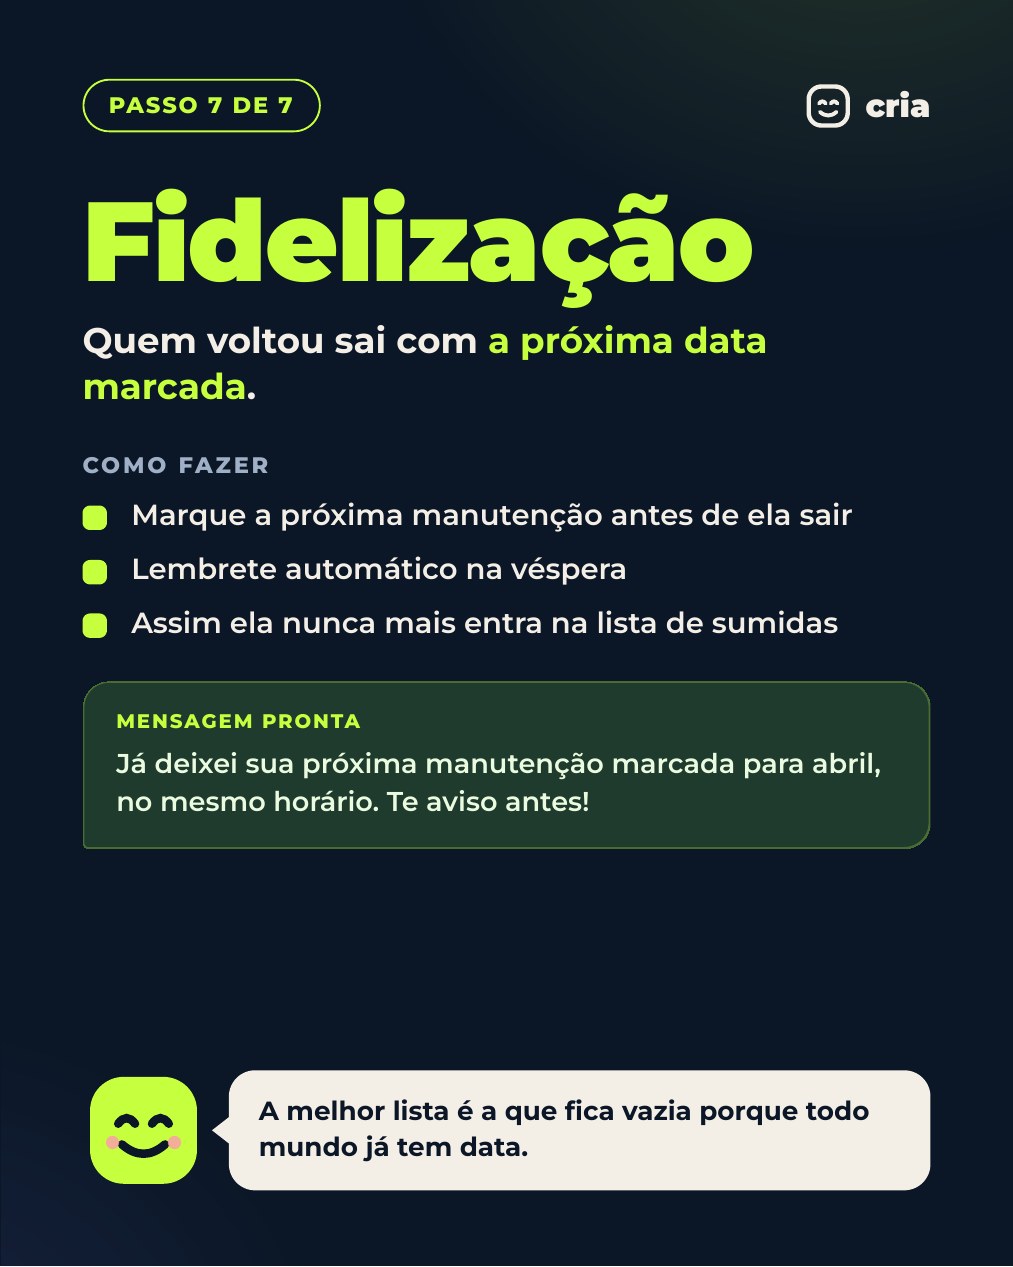 PASSO 7 DE 7
cria
Fidelização
Quem voltou sai com a próxima data
marcada.
COMO FAZER
Marque a próxima manutenção antes de ela sair
Lembrete automático na véspera
Assim ela nunca mais entra na lista de sumidas
MENSAGEM PRONTA
Já deixei sua próxima manutenção marcada para abril,
no mesmo horário. Te aviso antes!
A melhor lista é a que fica vazia porque todo
mundo já tem data.